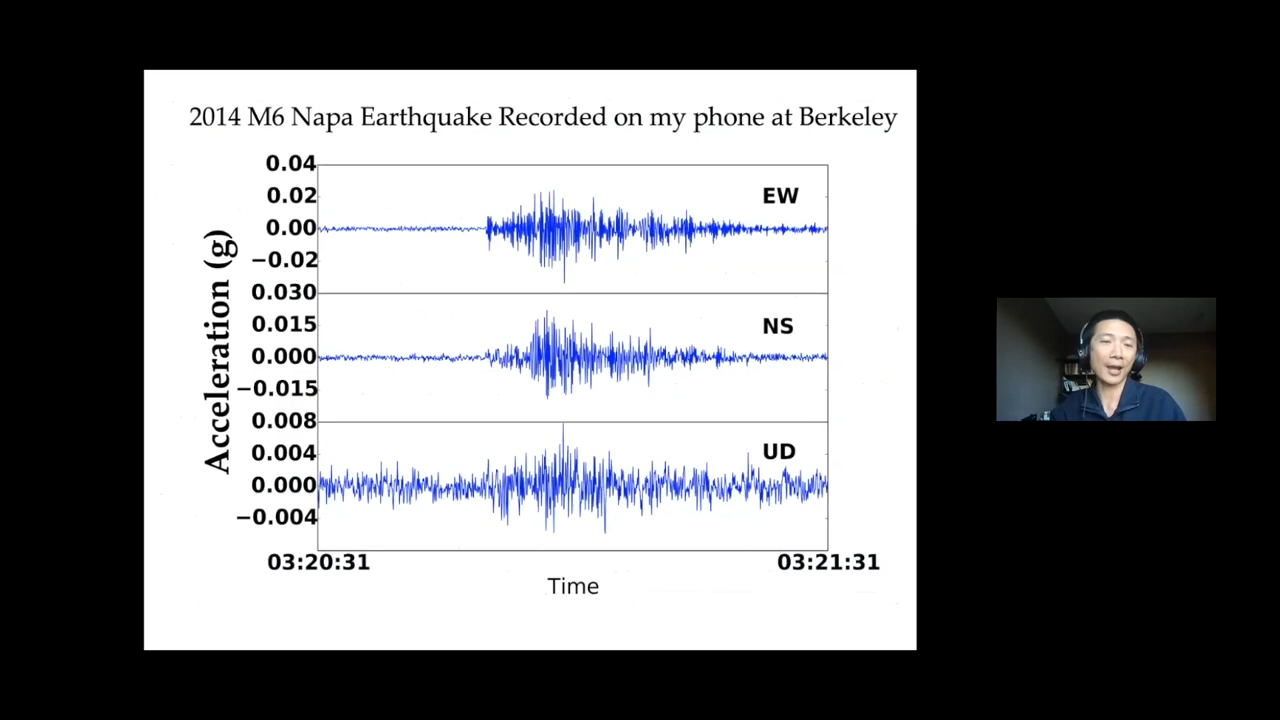 2014 M6 Napa Earthquake Recorded on my phone at Berkeley
0.04
0.02
EW
0.00
−0.02
0.030
0.015
NS
0.000
−0.015
0.008
0.004
UD
0.000
−0.004
Acceleration (g)
03:20:31
03:21:31
Time